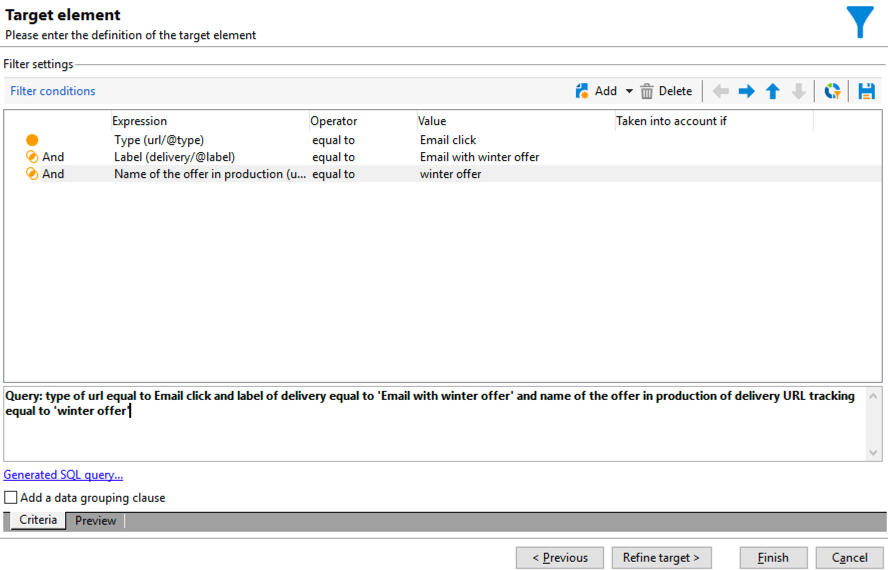 Target element
Please enter the definition of the target element
Filter settings
Filter conditions Add Delete
Expression Operator Value Taken into account if
Type (url/@type) equal to Email click
And Label (delivery/@label) equal to Email with winter offer
And Name of the offer in production (u... equal to winter offer
Query: type of url equal to Email click and label of delivery equal to 'Email with winter offer' and name of the offer in production of delivery URL tracking
equal to 'winter offer'
Generated SQL query...
Add a data grouping clause
Criteria Preview
< Previous Refine target > Finish Cancel